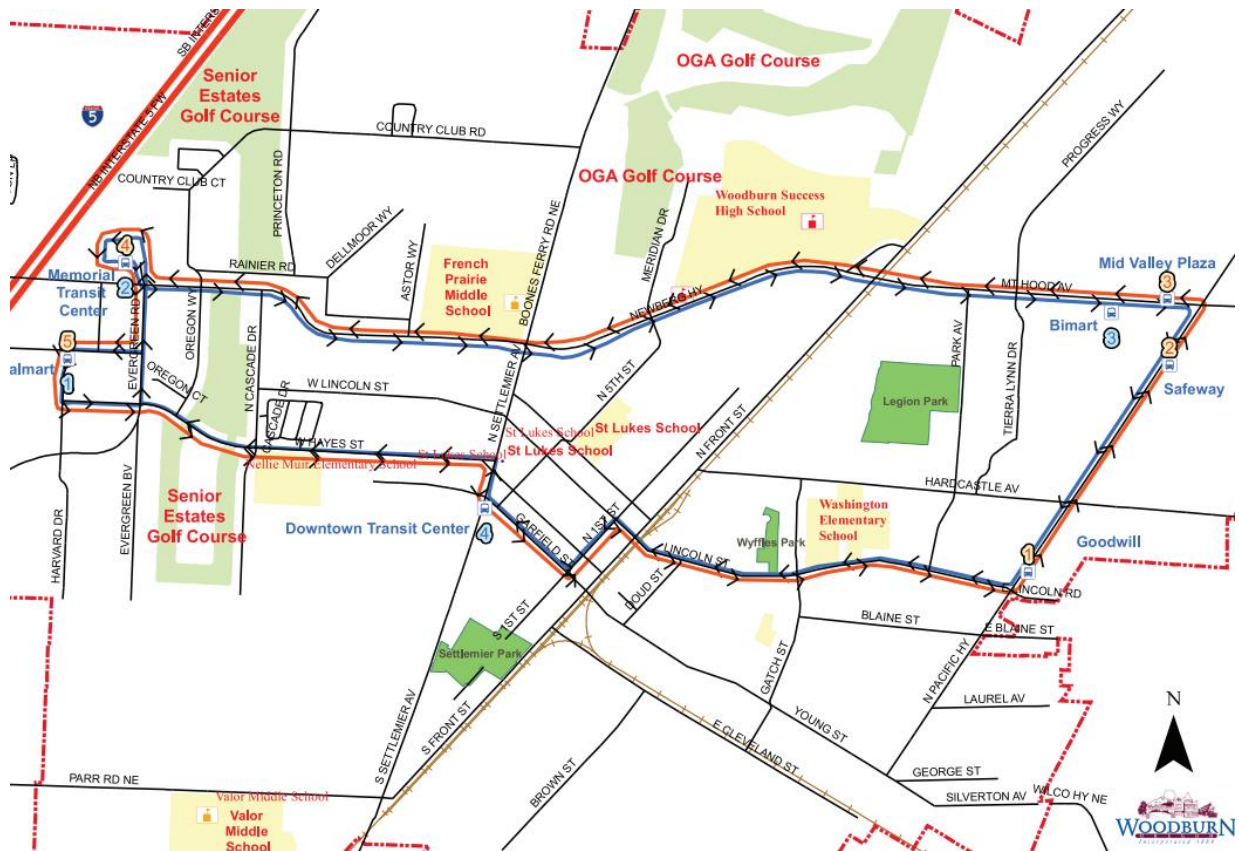 SB INTERSTATE
NB INTERSTATE 5 FW
5
Senior
Estates
Golf Course
OGA Golf Course
COUNTRY CLUB RD
COUNTRY CLUB CT
PRINCETON RD
OGA Golf Course
PROGRESS WY
Woodburn Success
High School
MERIDIAN DR
DELLMOOR WY
RAINIER RD
ASTOR WY
French
Prairie
Middle
School
BOONES FERRY RD NE
NEWBERG HY
MT HOOD AV
Mid Valley Plaza
3
4
Memorial
Transit
Center
2
Bimart
3
2
Safeway
EVERGREEN RD
OREGON WY
N CASCADE DR
OREGON CT
5
almart
1
W LINCOLN ST
CASCADE DR
W HAYES ST
N SETTLEMIER AV
N 5TH ST
N FRONT ST
PARK AV
TIERRA LYNN DR
Legion Park
St Lukes School
St Lukes School
St Lukes School
St Lukes School
Nellie Muir Elementary School
HARDCASTLE AV
Senior
Estates
Golf Course
Downtown Transit Center
4
GARFIELD ST
N 1ST ST
LINCOLN ST
Wyffles Park
Washington
Elementary
School
Goodwill
1
E LINCOLN RD
HARVARD DR
EVERGREEN BV
DOUD ST
S 1ST ST
BLAINE ST
E BLAINE ST
Settlemier Park
GATCH ST
N PACIFIC HY
LAUREL AV
N
S SETTLEMIER AV
S FRONT ST
YOUNG ST
E CLEVELAND ST
BROWN ST
GEORGE ST
PARR RD NE
SILVERTON AV
WILCO HY NE
Valor Middle School
Valor
Middle
School
WOODBURN
Incorporated 1889